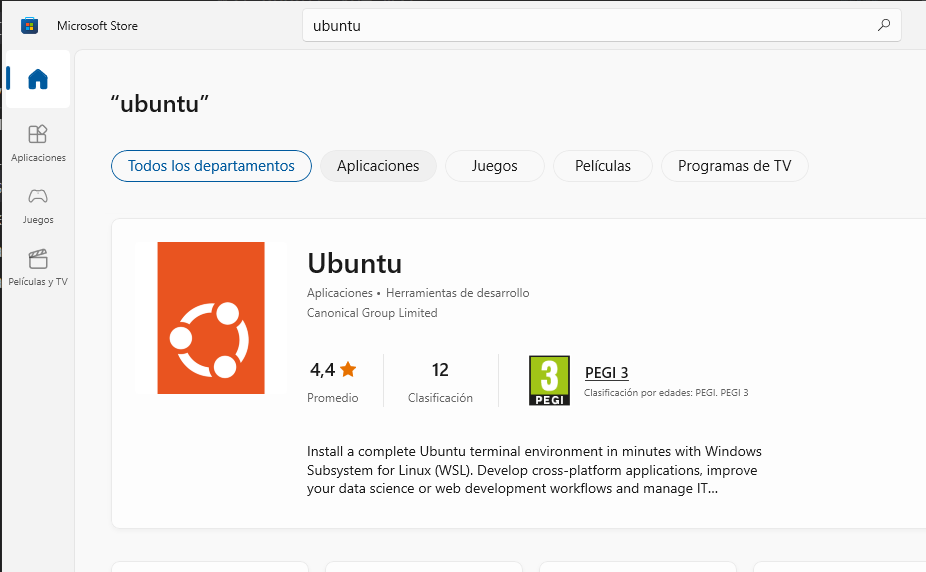 Microsoft Store
ubuntu
“ubuntu”
Todos los departamentos
Aplicaciones
Juegos
Películas
Programas de TV
Aplicaciones
Juegos
Películas y TV
Ubuntu
Aplicaciones • Herramientas de desarrollo
Canonical Group Limited
4,4
Promedio
12
Clasificación
3
PEGI
PEGI 3
Clasificación por edades: PEGI. PEGI 3
Install a complete Ubuntu terminal environment in minutes with Windows
Subsystem for Linux (WSL). Develop cross-platform applications, improve
your data science or web development workflows and manage IT...